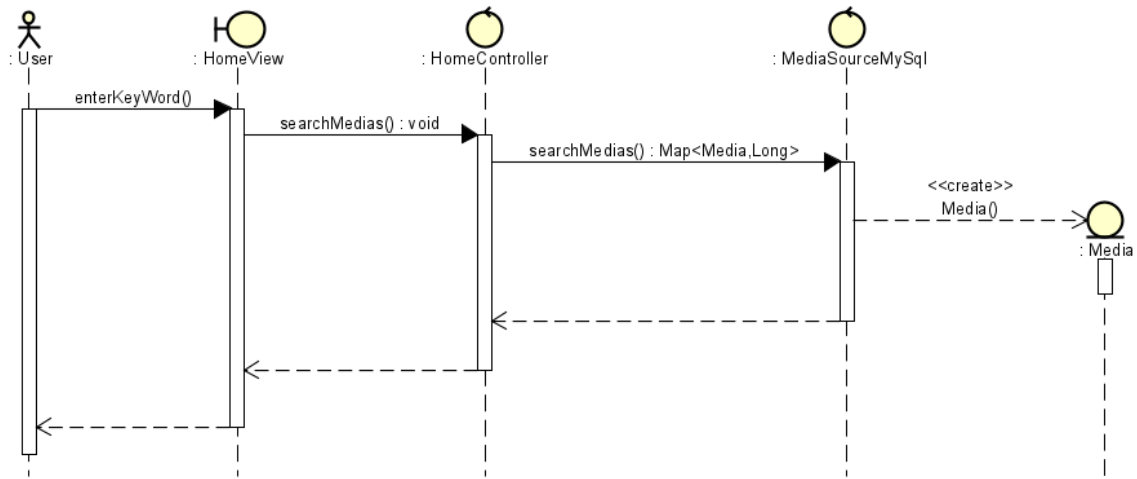 : User
: HomeView
: HomeController
: MediaSourceMySql
enterKeyWord()
searchMedias() : void
searchMedias() : Map<Media,Long>
<<create>>
Media()
: Media